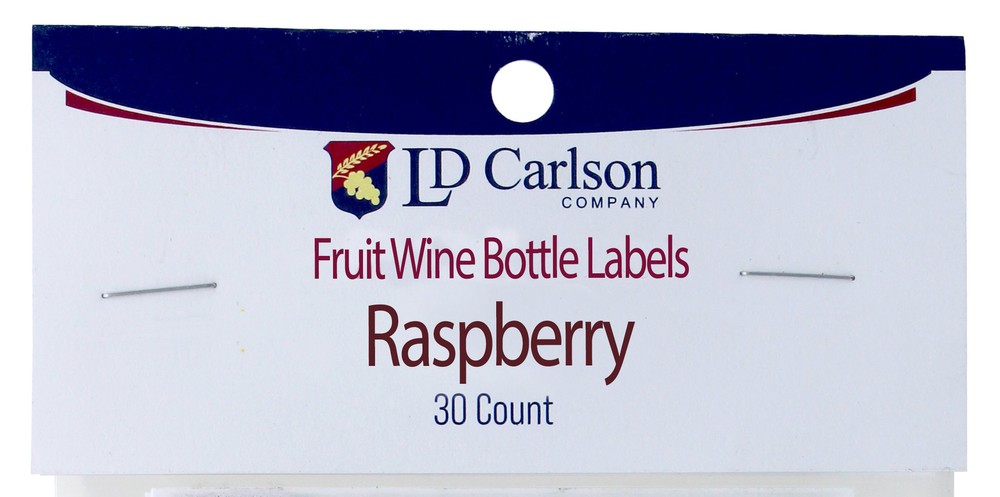 LD Carlson
COMPANY
Fruit Wine Bottle Labels
Raspberry
30 Count